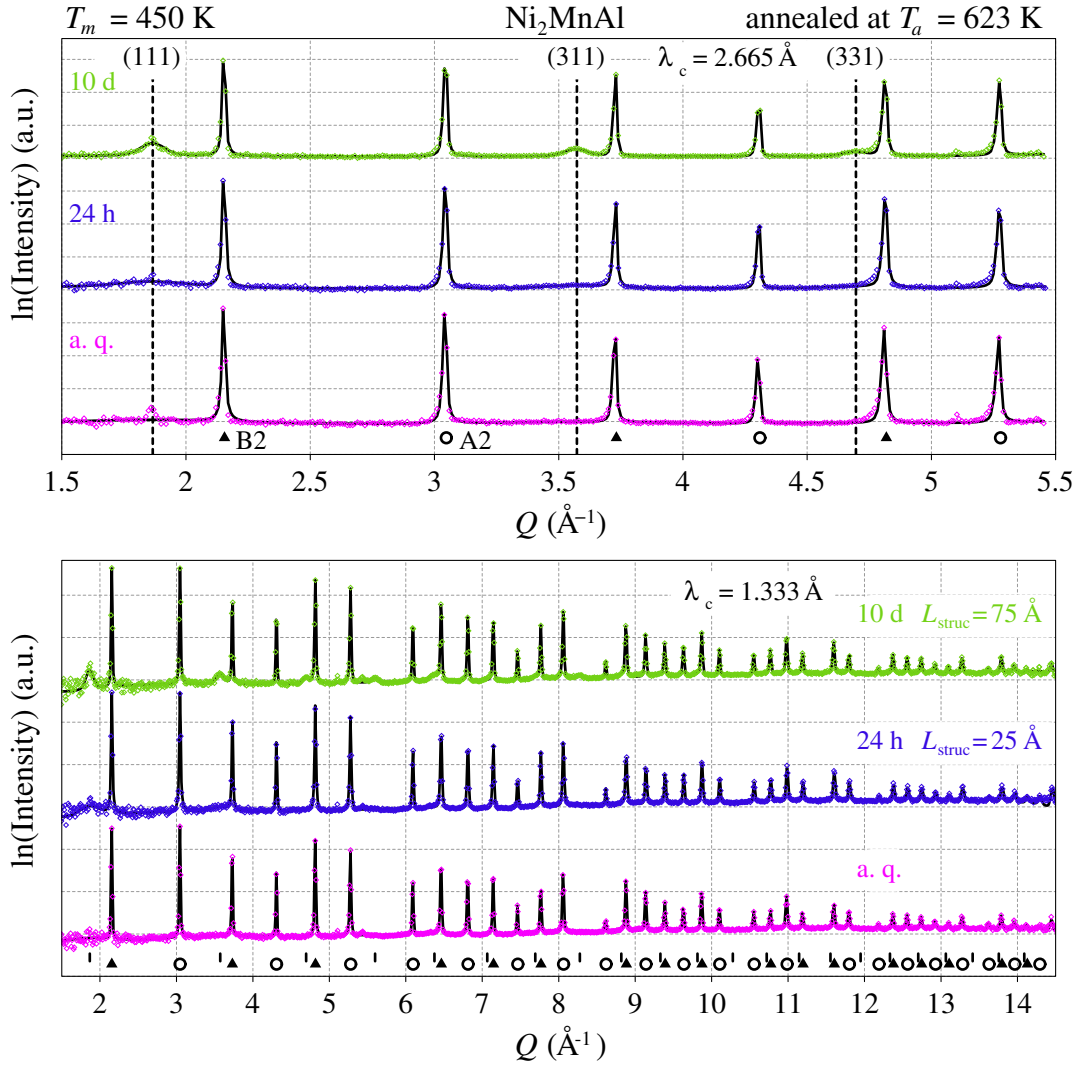 T_m = 450 K Ni₂MnAl annealed at T_a = 623 K
(111) (311) λ_c = 2.665 Å (331)
10 d
24 h
a. q.
B2 A2
ln(Intensity) (a.u.)
1.5 2 2.5 3 3.5 4 4.5 5 5.5
Q (Å⁻¹)
λ_c = 1.333 Å
10 d L_struc = 75 Å
24 h L_struc = 25 Å
a. q.
ln(Intensity) (a.u.)
2 3 4 5 6 7 8 9 10 11 12 13 14
Q (Å⁻¹)